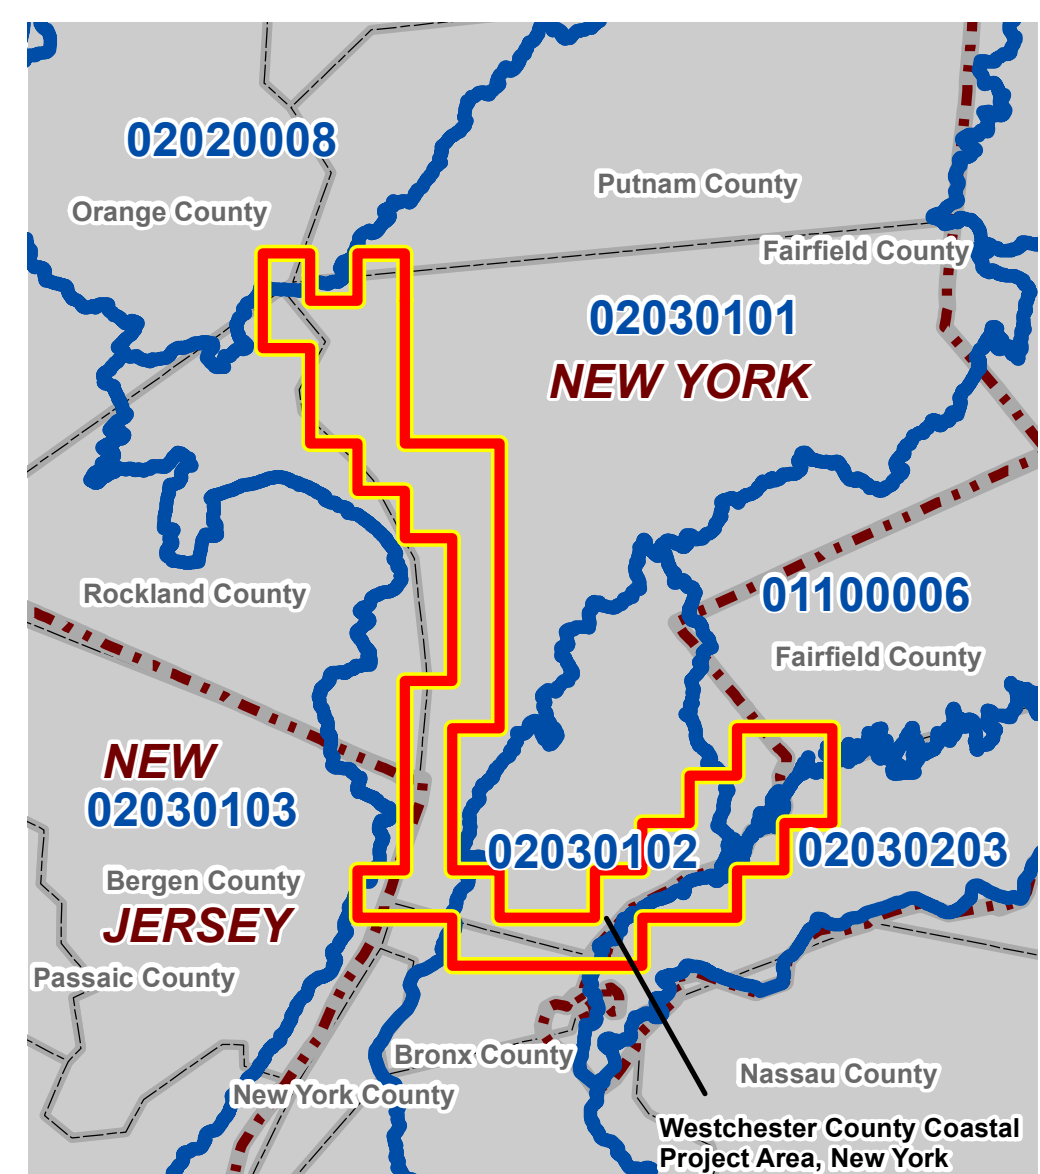 02020008
Putnam County
Orange County
Fairfield County
02030101
NEW YORK
Rockland County
01100006
Fairfield County
NEW
02030103
02030102
02030203
Bergen County
JERSEY
Passaic County
Bronx County
Nassau County
New York County
Westchester County Coastal
Project Area, New York